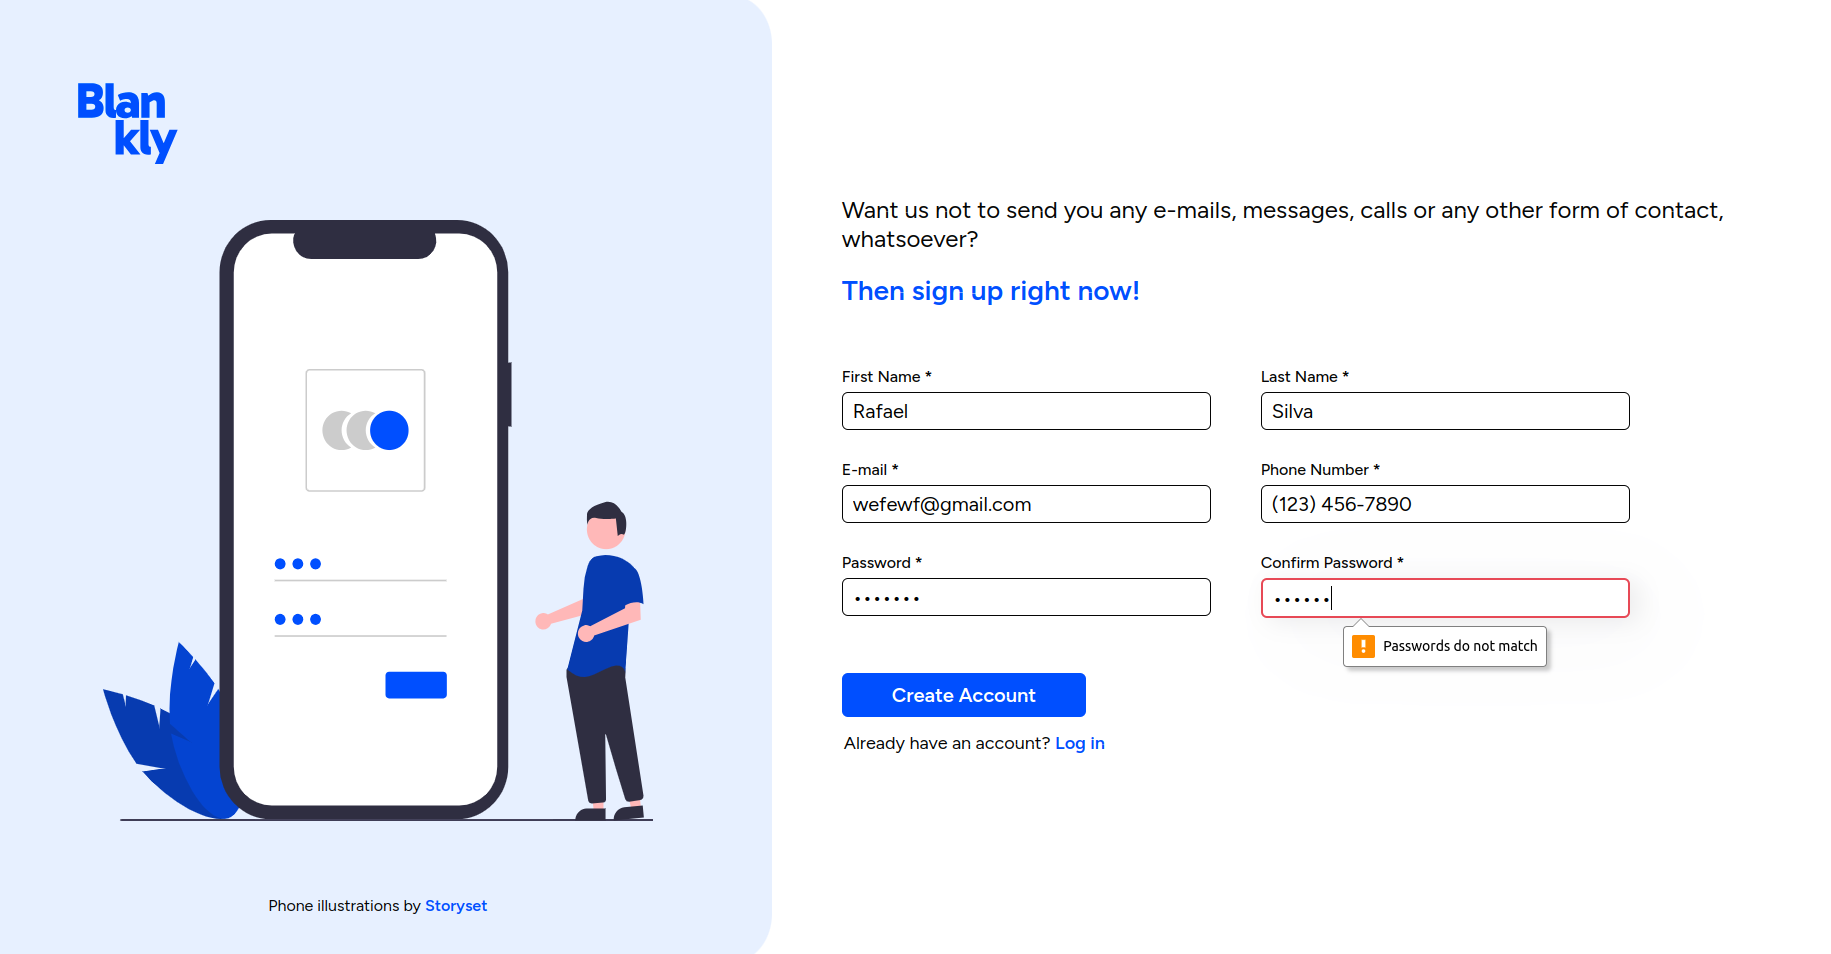 Blan
kly
Want us not to send you any e-mails, messages, calls or any other form of contact,
whatsoever?
Then sign up right now!
First Name *
Last Name *
Rafael
Silva
E-mail *
Phone Number *
wefewf@gmail.com
(123) 456-7890
Password *
Confirm Password *
•••••••
••••••
Passwords do not match
Create Account
Already have an account? Log in
Phone illustrations by Storyset